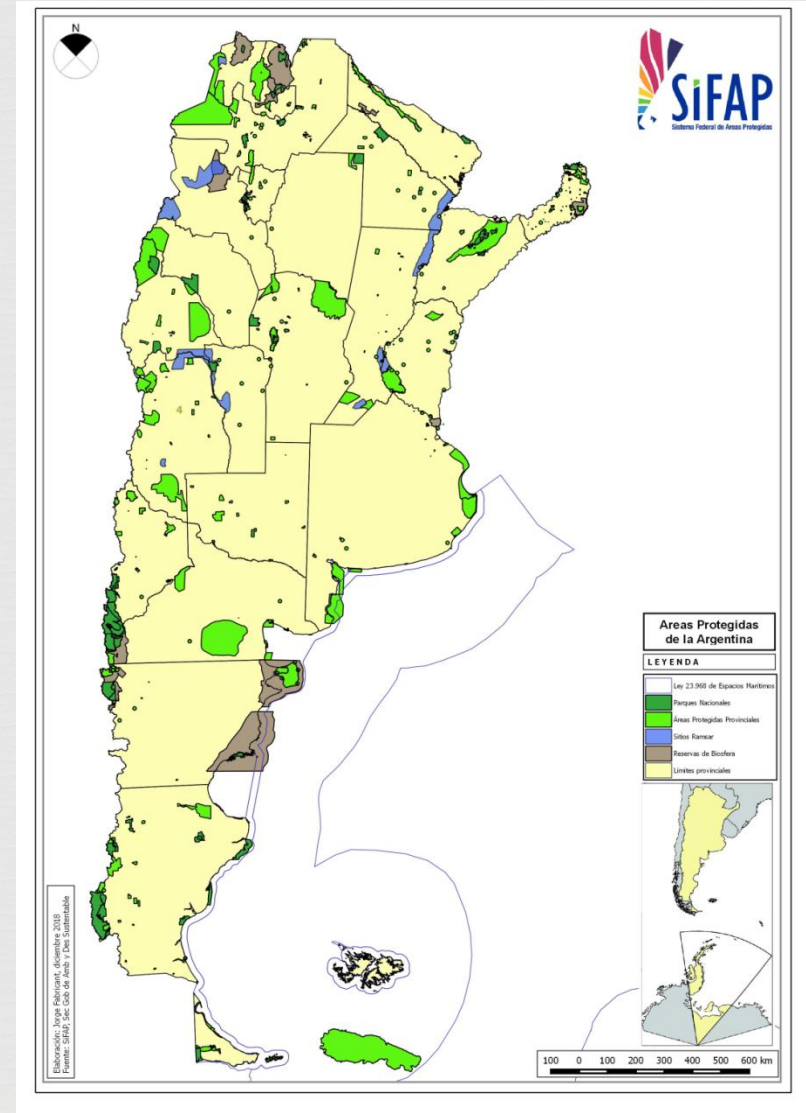 N
SiFAP
Sistema Federal de Areas Protegidas
4
Areas Protegidas
de la Argentina
LEYENDA
Ley 23.968 de Espacios Marítimos
Parques Nacionales
Áreas Protegidas Provinciales
Sitios Ramsar
Reservas de Biosfera
Límites provinciales
Elaboración: Jorge Fabricant, diciembre 2018
Fuente: SIFAP, Sec Gob de Amb y Des Sustentable
100 0 100 200 300 400 500 600 km